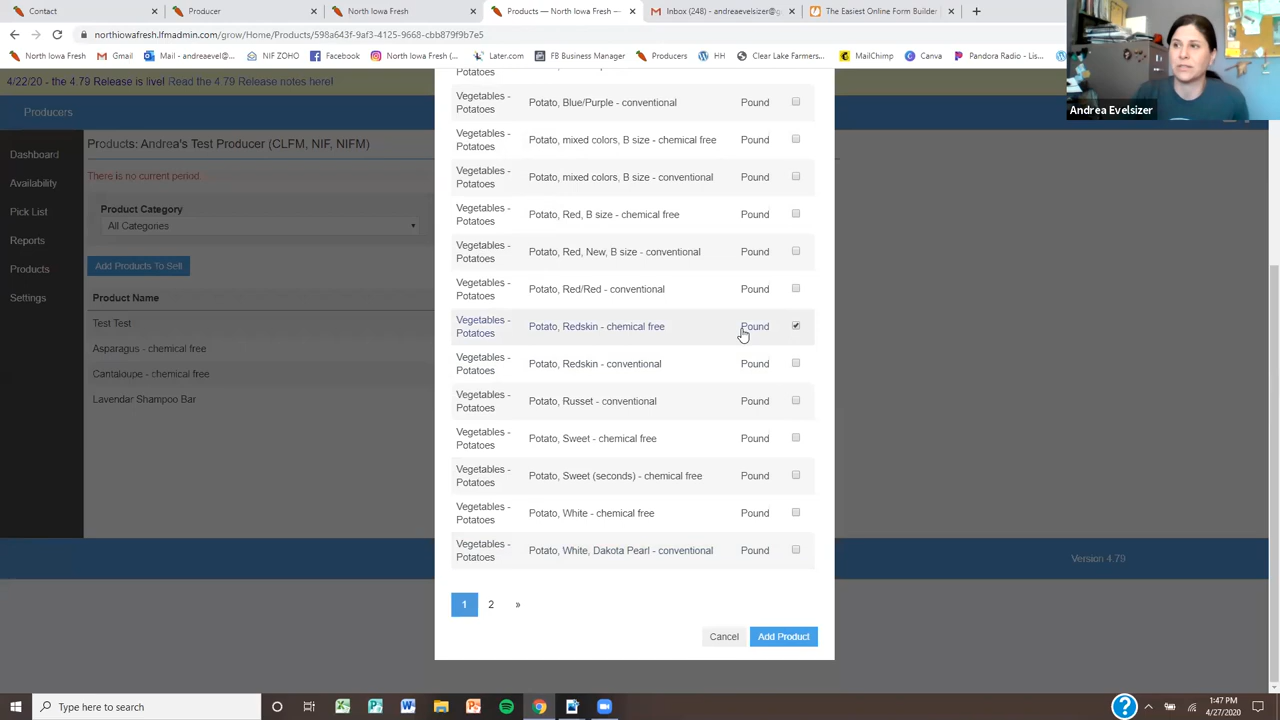 Contact
Producer
North Iowa Fresh
Products — North Iowa Fresh
Inbox (248) - andreaevelsizer@g
The Easiest Online Form Builder
northiowafresh.lfmadmin.com/grow/Home/Products/598a643f-9af3-4125-9668-cbb879f9b7e5
North Iowa Fresh
Gmail - andreaevel@...
NIF ZOHO
Facebook
North Iowa Fresh (...
Later.com
FB Business Manager
Producers
HH
Clear Lake Farmers...
MailChimp
Canva
Pandora Radio - Lis...
4/22/20 - the 4.79 Release is live! Read the 4.79 Release notes here!
Producers
Dashboard
Availability
Pick List
Reports
Products
Settings
Products: Andrea's Test Producer (CLFM, NIF, NIFM)
There is no current period.
Product Category
All Categories
Add Products To Sell
Product Name
Test Test
Asparagus - chemical free
Cantaloupe - chemical free
Lavendar Shampoo Bar
Potatoes
Vegetables - Potatoes Potato, Blue/Purple - conventional Pound
Vegetables - Potatoes Potato, mixed colors, B size - chemical free Pound
Vegetables - Potatoes Potato, mixed colors, B size - conventional Pound
Vegetables - Potatoes Potato, Red, B size - chemical free Pound
Vegetables - Potatoes Potato, Red, New, B size - conventional Pound
Vegetables - Potatoes Potato, Red/Red - conventional Pound
Vegetables - Potatoes Potato, Redskin - chemical free Pound
Vegetables - Potatoes Potato, Redskin - conventional Pound
Vegetables - Potatoes Potato, Russet - conventional Pound
Vegetables - Potatoes Potato, Sweet - chemical free Pound
Vegetables - Potatoes Potato, Sweet (seconds) - chemical free Pound
Vegetables - Potatoes Potato, White - chemical free Pound
Vegetables - Potatoes Potato, White, Dakota Pearl - conventional Pound
1 2 »
Cancel
Add Product
Version 4.79
Andrea Evelsizer
Type here to search
1:47 PM
4/27/2020